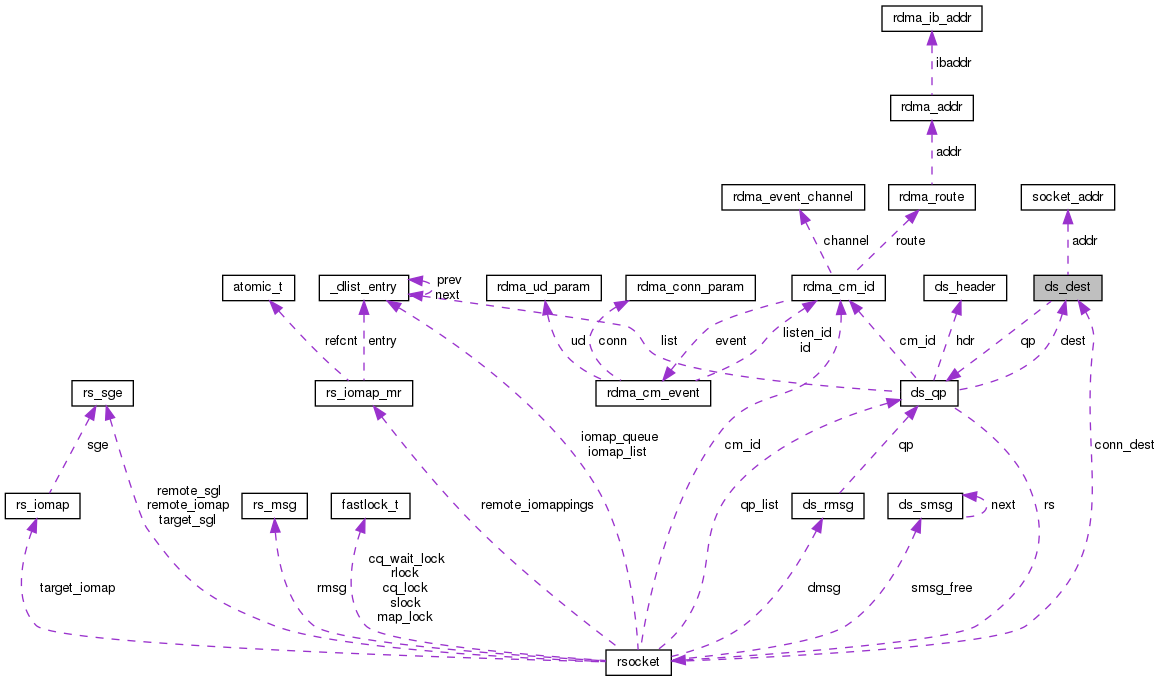 rdma_ib_addr
ibaddr
rdma_addr
addr
rdma_event_channel
rdma_route
socket_addr
channel
route
addr
atomic_t
_dlist_entry
prev
next
rdma_ud_param
rdma_conn_param
rdma_cm_id
ds_header
ds_dest
refcnt
entry
ud
conn
list
event
listen_id
id
cm_id
hdr
qp
dest
rs_sge
rs_iomap_mr
rdma_cm_event
ds_qp
sge
remote_sgl
remote_iomap
target_sgl
iomap_queue
iomap_list
cm_id
qp
conn_dest
rs_iomap
rs_msg
fastlock_t
remote_iomappings
qp_list
ds_rmsg
ds_smsg
next
rs
target_iomap
rmsg
cq_wait_lock
rlock
cq_lock
slock
map_lock
dmsg
smsg_free
rsocket